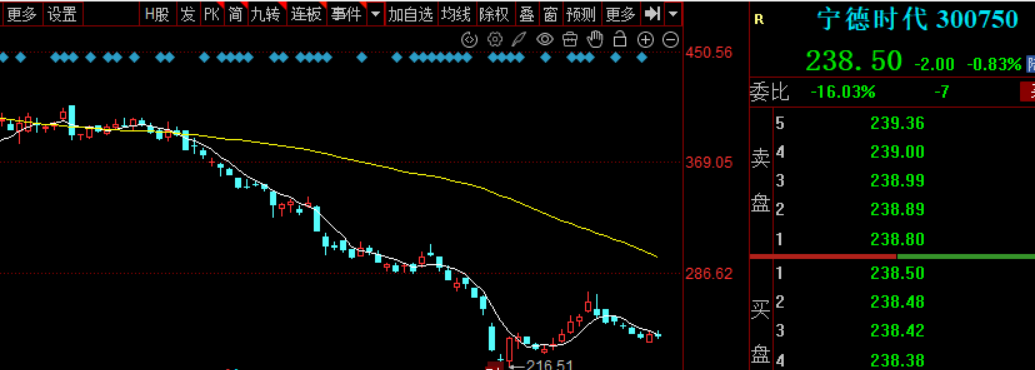 更多 设置 H股 发 PK 简 九转 连板 事件 加自选 均线 除权 叠 窗 预测 更多
R 宁德时代 300750
450.56
238.50 -2.00 -0.83%
委比 -16.03% -7
卖盘
5 239.36
4 239.00
3 238.99
2 238.89
1 238.80
369.05
286.62
216.51
买盘
1 238.50
2 238.48
3 238.42
4 238.38